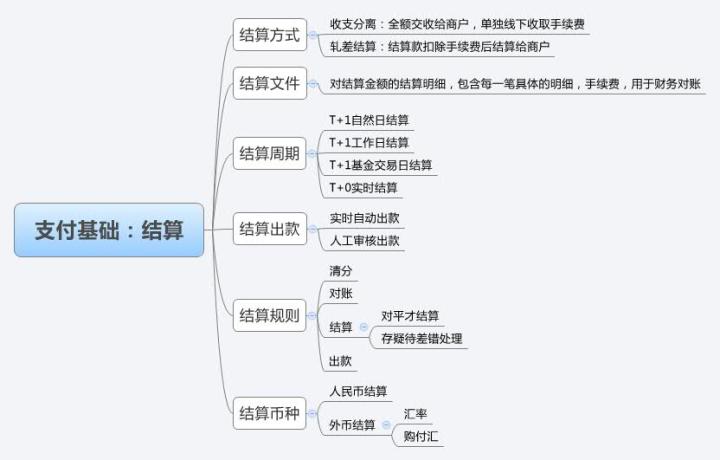 支付基础：结算
结算方式
收支分离：全额交收给商户，单独线下收取手续费
轧差结算：结算款扣除手续费后结算给商户
结算文件
对结算金额的结算明细，包含每一笔具体的明细，手续费，用于财务对账
结算周期
T+1自然日结算
T+1工作日结算
T+1基金交易日结算
T+0实时结算
结算出款
实时自动出款
人工审核出款
结算规则
清分
对账
结算
对平才结算
存疑待差错处理
出款
结算币种
人民币结算
外币结算
汇率
购付汇